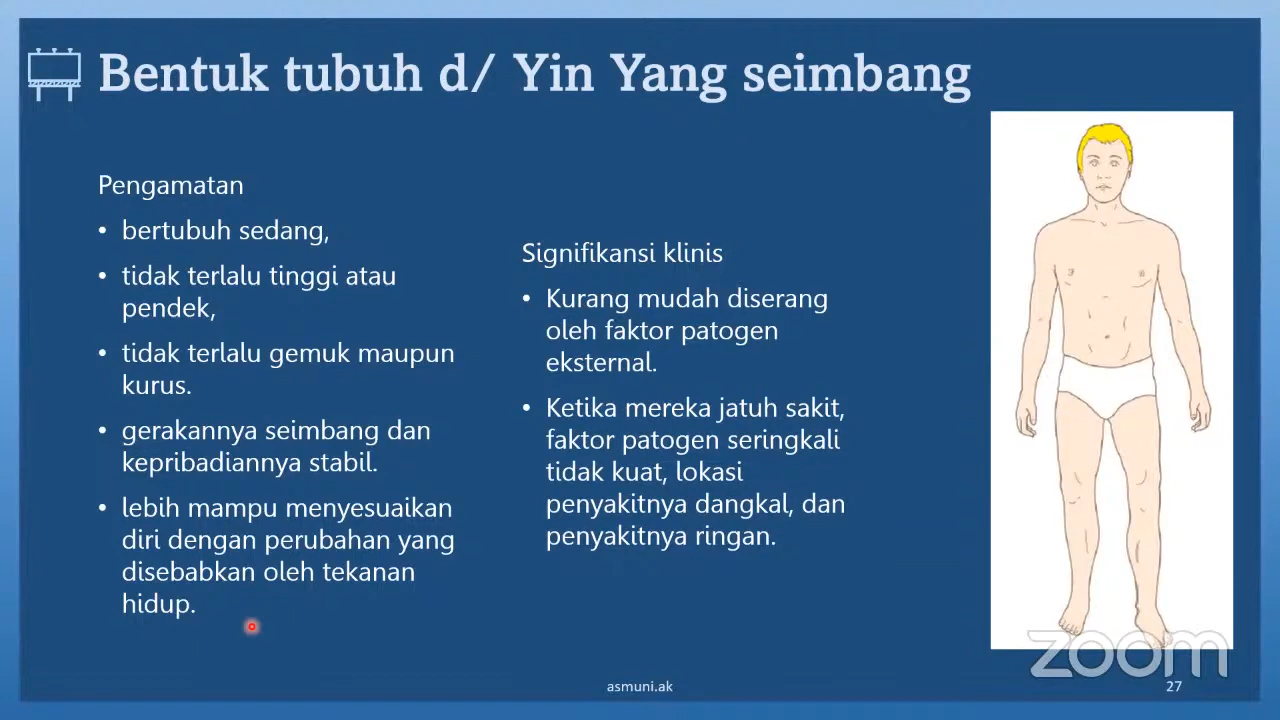 Bentuk tubuh d/ Yin Yang seimbang
Pengamatan
• bertubuh sedang,
• tidak terlalu tinggi atau
pendek,
• tidak terlalu gemuk maupun
kurus.
• gerakannya seimbang dan
kepribadiannya stabil.
• lebih mampu menyesuaikan
diri dengan perubahan yang
disebabkan oleh tekanan
hidup.
Signifikansi klinis
• Kurang mudah diserang
oleh faktor patogen
eksternal.
• Ketika mereka jatuh sakit,
faktor patogen seringkali
tidak kuat, lokasi
penyakitnya dangkal, dan
penyakitnya ringan.
zoom
asmuni.ak
27